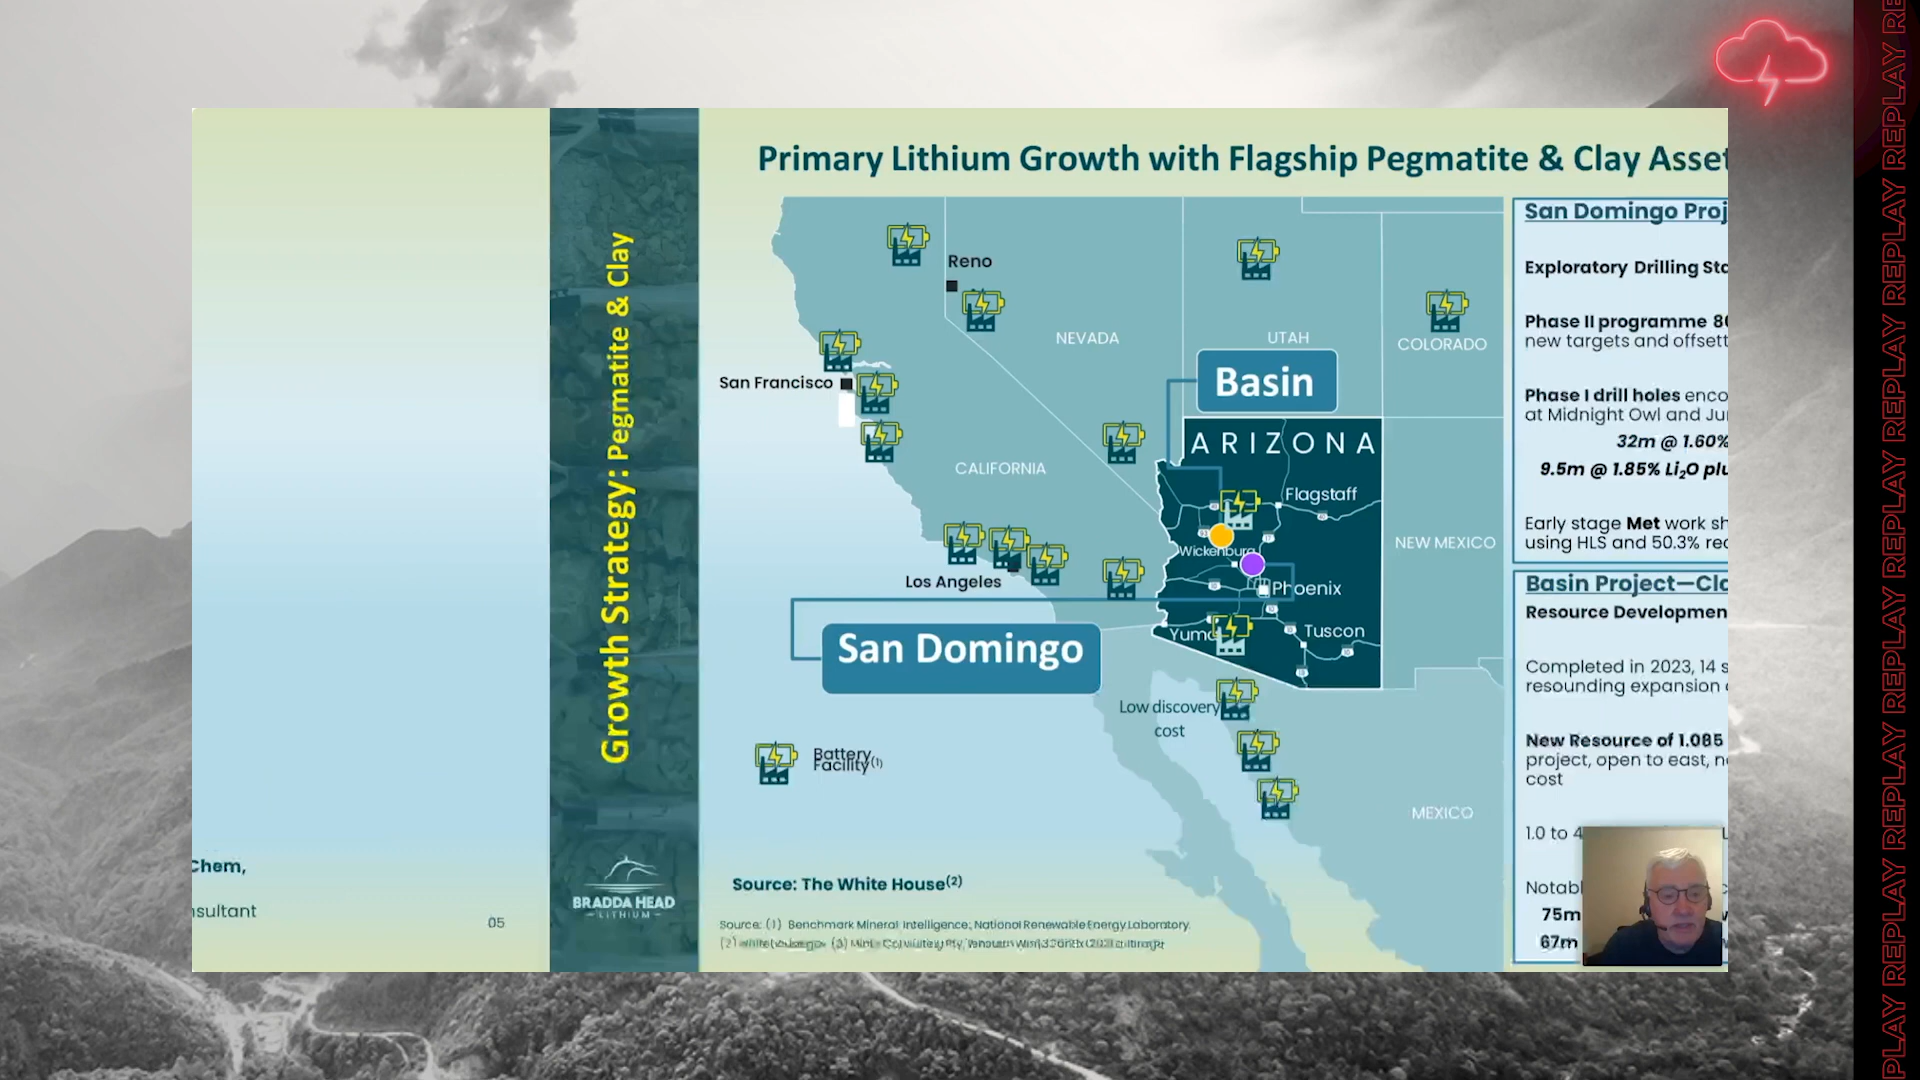 Primary Lithium Growth with Flagship Pegmatite & Clay Asset
Growth Strategy: Pegmatite & Clay
Reno
NEVADA
UTAH
COLORADO
San Francisco
Basin
ARIZONA
CALIFORNIA
Flagstaff
NEW MEXICO
Wickenburg
Los Angeles
Phoenix
San Domingo
Yuma
Tuscon
Low discovery
cost
Battery
Facility(1)
MEXICO
Source: The White House(2)
Source: (1) Benchmark Mineral Intelligence; National Renewable Energy Laboratory.
BRADDA HEAD
LITHIUM
Chem,
nsultant
05
San Domingo Proj
Exploratory Drilling Sta
Phase II programme 80
new targets and offsett
Phase I drill holes enco
at Midnight Owl and Ju
32m @ 1.60%
9.5m @ 1.85% Li2O plu
Early stage Met work sh
using HLS and 50.3% rec
Basin Project—Cla
Resource Developmen
Completed in 2023, 14 s
resounding expansion
New Resource of 1.085
project, open to east, n
cost
1.0 to 4
Notabl
75m
67m
REPLAY REPLAY REPLAY REPLAY REPLAY REPLAY REPLAY REPLAY REPLAY REPLAY REPLAY